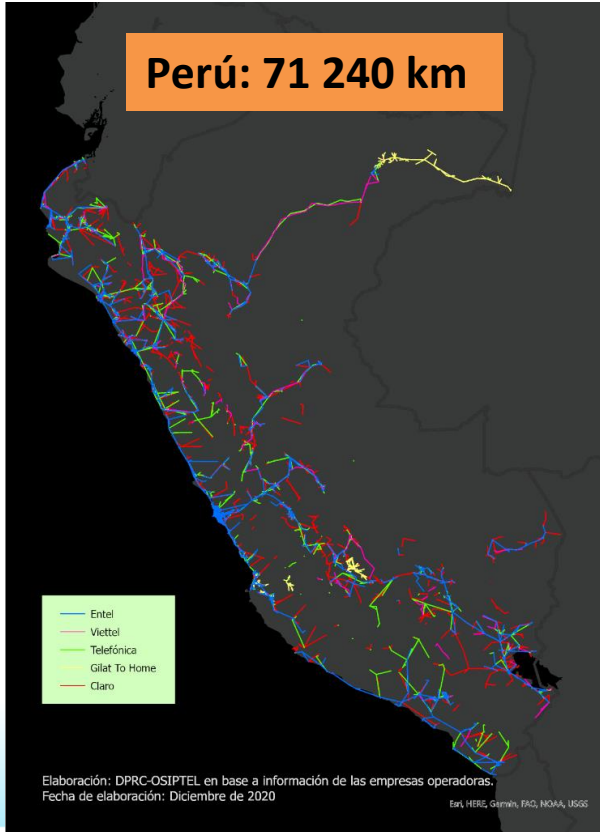 Perú: 71 240 km
Entel
Viettel
Telefónica
Gilat To Home
Claro
Elaboración: DPRC-OSIPTEL en base a información de las empresas operadoras.
Fecha de elaboración: Diciembre de 2020
Esri, HERE, Garmin, FAO, NOAA, USGS